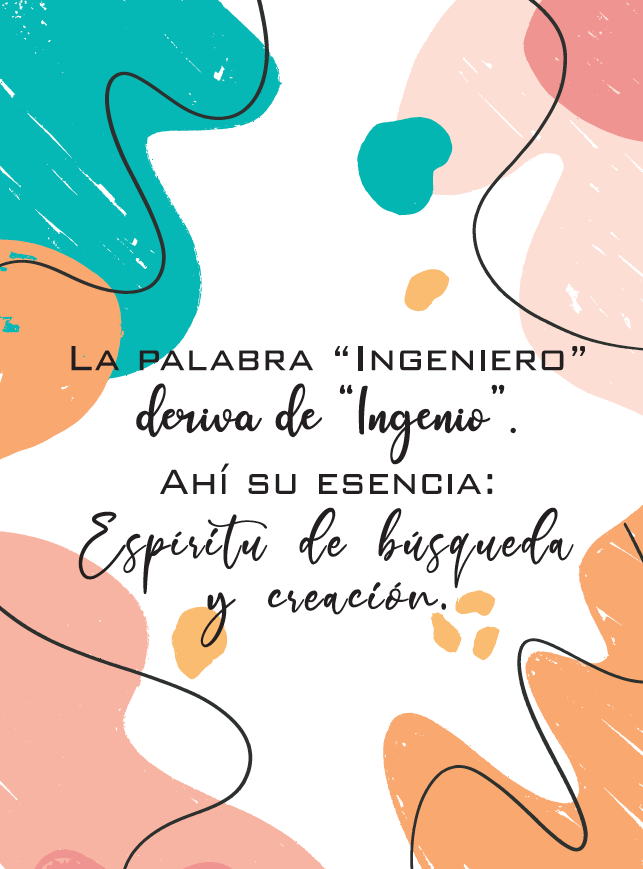 La palabra “Ingeniero”
deriva de “Ingenio”.
Ahí su esencia:
Espíritu de búsqueda
y creación.